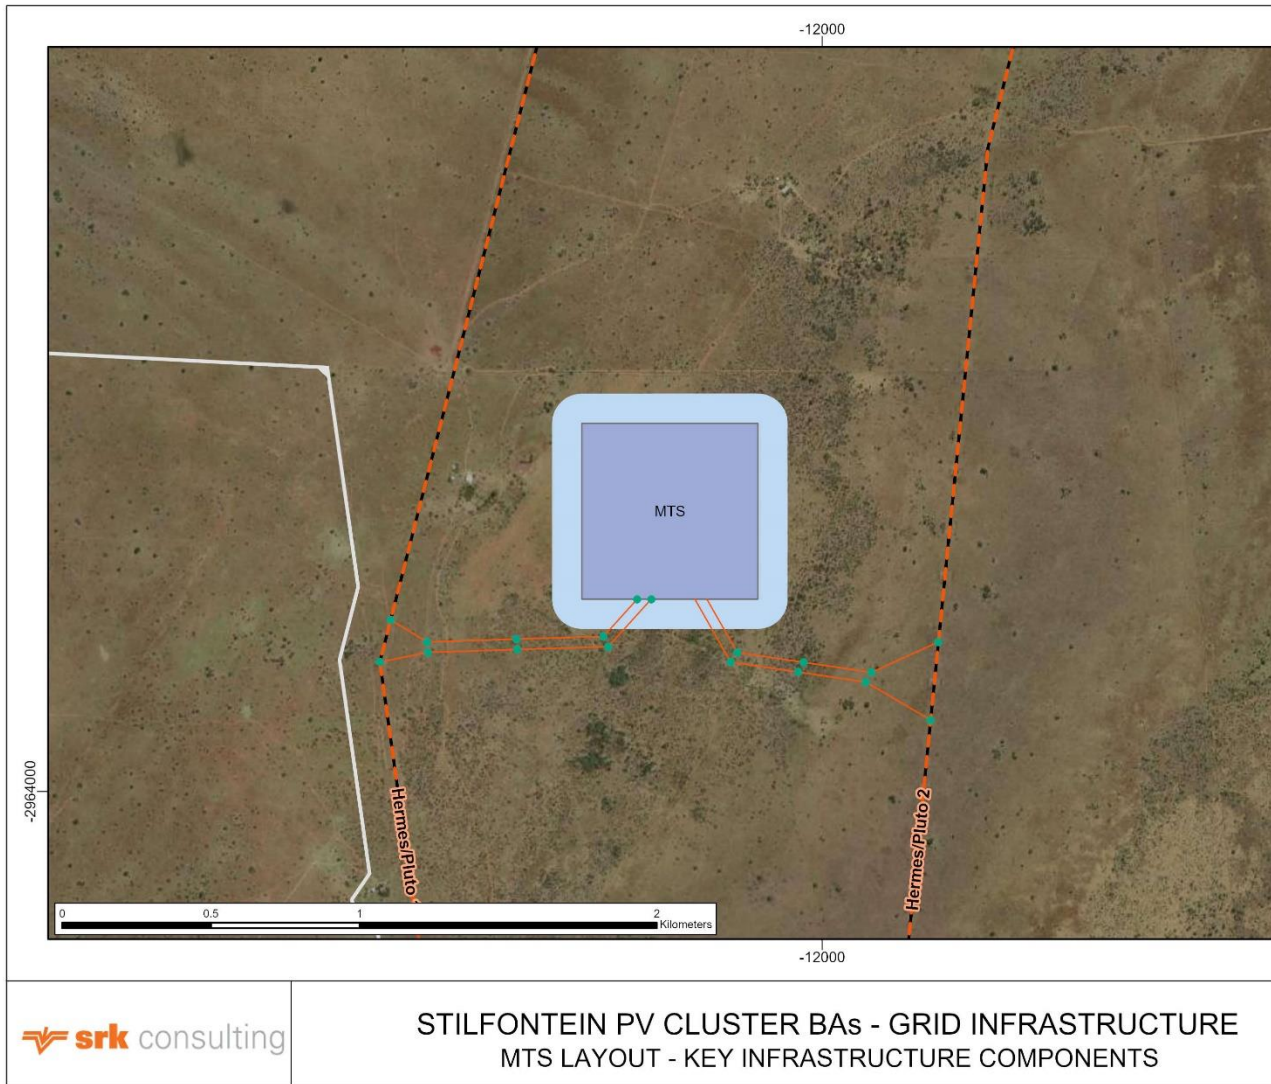 -12000
MTS
-2964000
Hermes/Pluto
Hermes/Pluto 2
0 0.5 1 2
Kilometers
-12000
srk consulting
STILFONTEIN PV CLUSTER BAs - GRID INFRASTRUCTURE
MTS LAYOUT - KEY INFRASTRUCTURE COMPONENTS